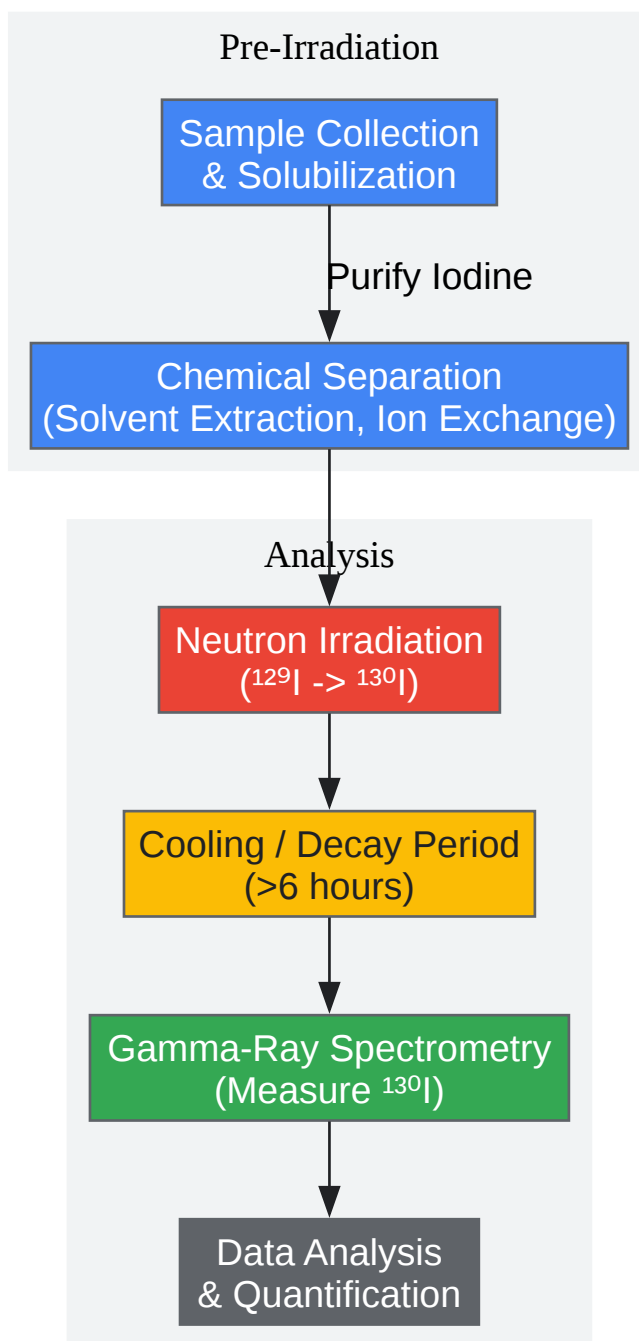 Pre-Irradiation
Sample Collection
& Solubilization
Purify Iodine
Chemical Separation
(Solvent Extraction, Ion Exchange)
Analysis
Neutron Irradiation
(¹²⁹I -> ¹³⁰I)
Cooling / Decay Period
(>6 hours)
Gamma-Ray Spectrometry
(Measure ¹³⁰I)
Data Analysis
& Quantification